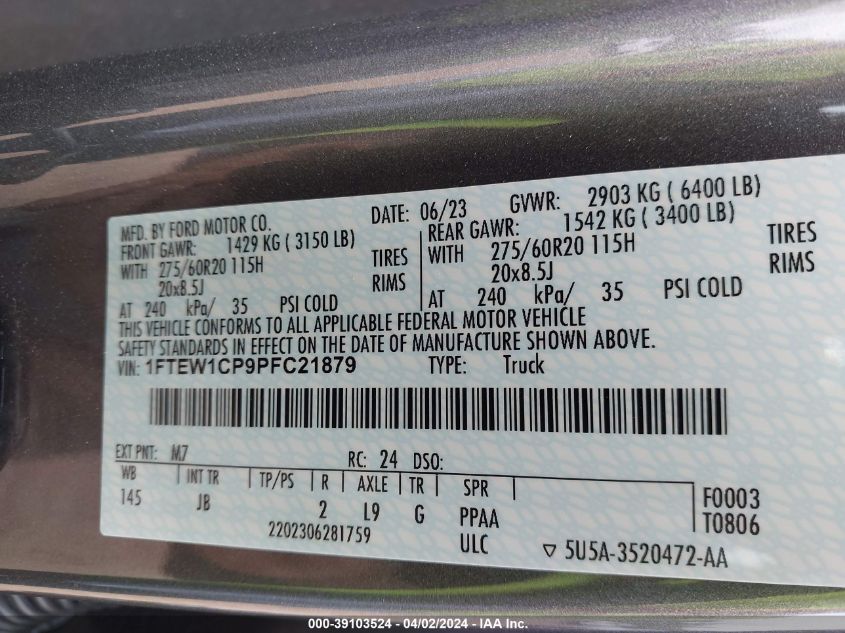 MFD. BY FORD MOTOR CO.
DATE: 06/23 GVWR: 2903 KG ( 6400 LB)
FRONT GAWR: 1429 KG ( 3150 LB)
WITH 275/60R20 115H TIRES
20x8.5J RIMS
AT 240 kPa/ 35 PSI COLD
REAR GAWR: 1542 KG ( 3400 LB)
WITH 275/60R20 115H TIRES
20x8.5J RIMS
AT 240 kPa/ 35 PSI COLD
THIS VEHICLE CONFORMS TO ALL APPLICABLE FEDERAL MOTOR VEHICLE
SAFETY STANDARDS IN EFFECT ON THE DATE OF MANUFACTURE SHOWN ABOVE.
VIN: 1FTEW1CP9PFC21879 TYPE: Truck
EXT PNT: M7 RC: 24 DSO:
WB INT TR TP/PS R AXLE TR SPR
145 JB 2 L9 G PPAA
F0003
T0806
2202306281759 ULC
5U5A-3520472-AA
000-39103524 - 04/02/2024 - IAA Inc.